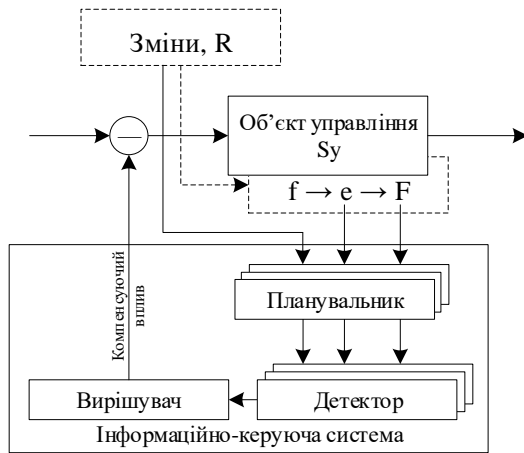 Зміни, R
—
Об’єкт управління
Sy
f → e → F
Компенсуючий
вплив
Планувальник
Вирішувач
Детектор
Інформаційно-керуюча система